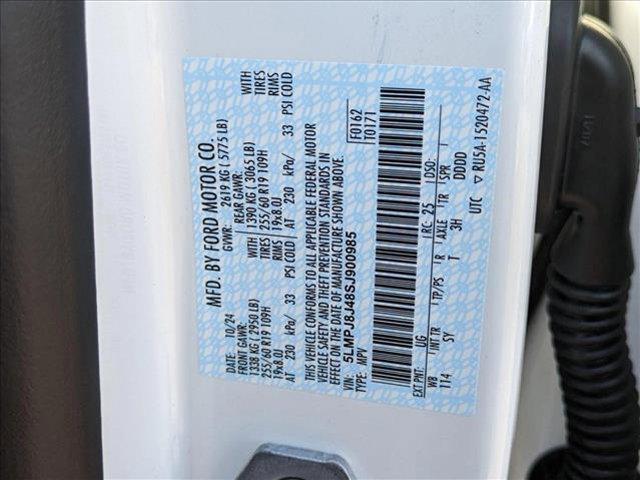 MFD. BY FORD MOTOR CO.
DATE: 10/24 GVWR: 2619 KG ( 5775 LB)
FRONT GAWR: REAR GAWR:
1338 KG ( 2950 LB) 1390 KG ( 3065 LB) WITH
255/60 R19 109H 255/60 R19 109H TIRES
19x8.0J 19x8.0J RIMS
AT 230 kPa/ 33 PSI COLD AT 230 kPa/ 33 PSI COLD
THIS VEHICLE CONFORMS TO ALL APPLICABLE FEDERAL MOTOR
VEHICLE SAFETY AND THEFT PREVENTION STANDARDS IN
EFFECT ON THE DATE OF MANUFACTURE SHOWN ABOVE.
F0162
T0171
VIN: 5LMPJ8J48SJ900985
TYPE: MPV
EXT PNT: UG RC: 25 DSO:
WB INT TR TP/PS R AXLE TR SPR
114 SY T 3H DDDD
UTC ▽ RU5A-1520472-AA